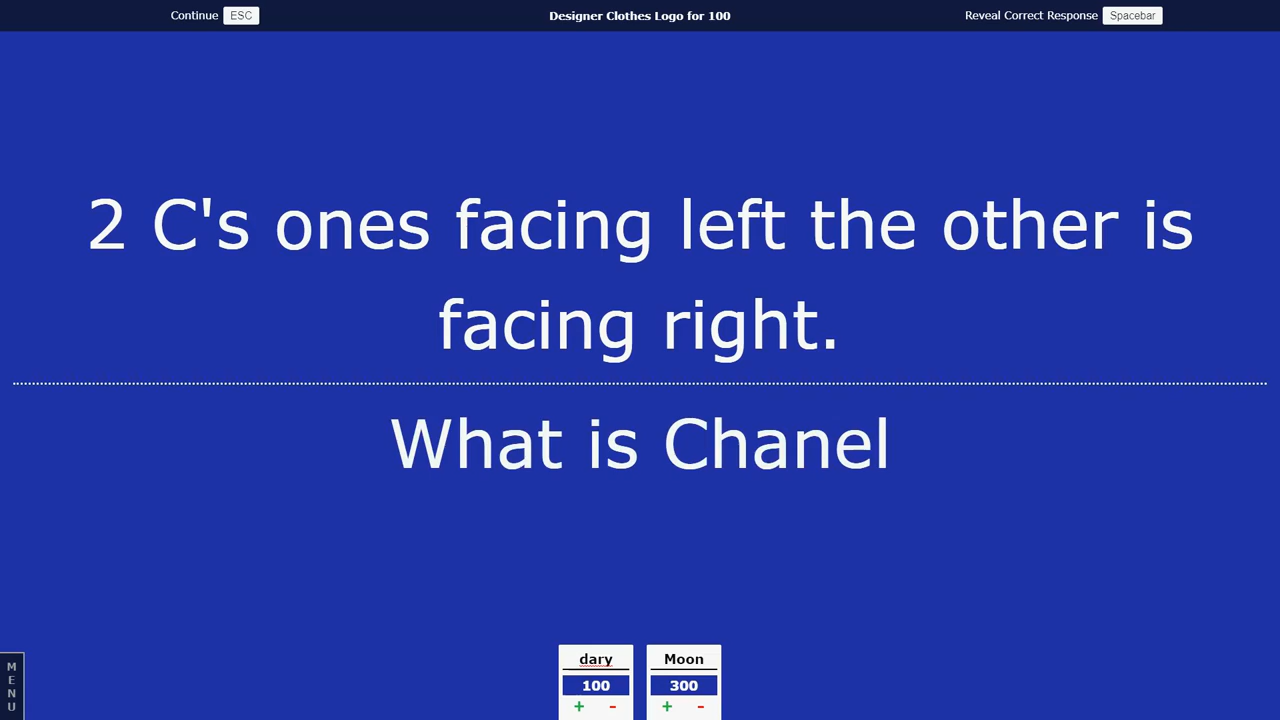 Continue ESC Designer Clothes Logo for 100 Reveal Correct Response Spacebar
2 C's ones facing left the other is
facing right.
What is Chanel
MENU
dary Moon
100 300
+ - + -